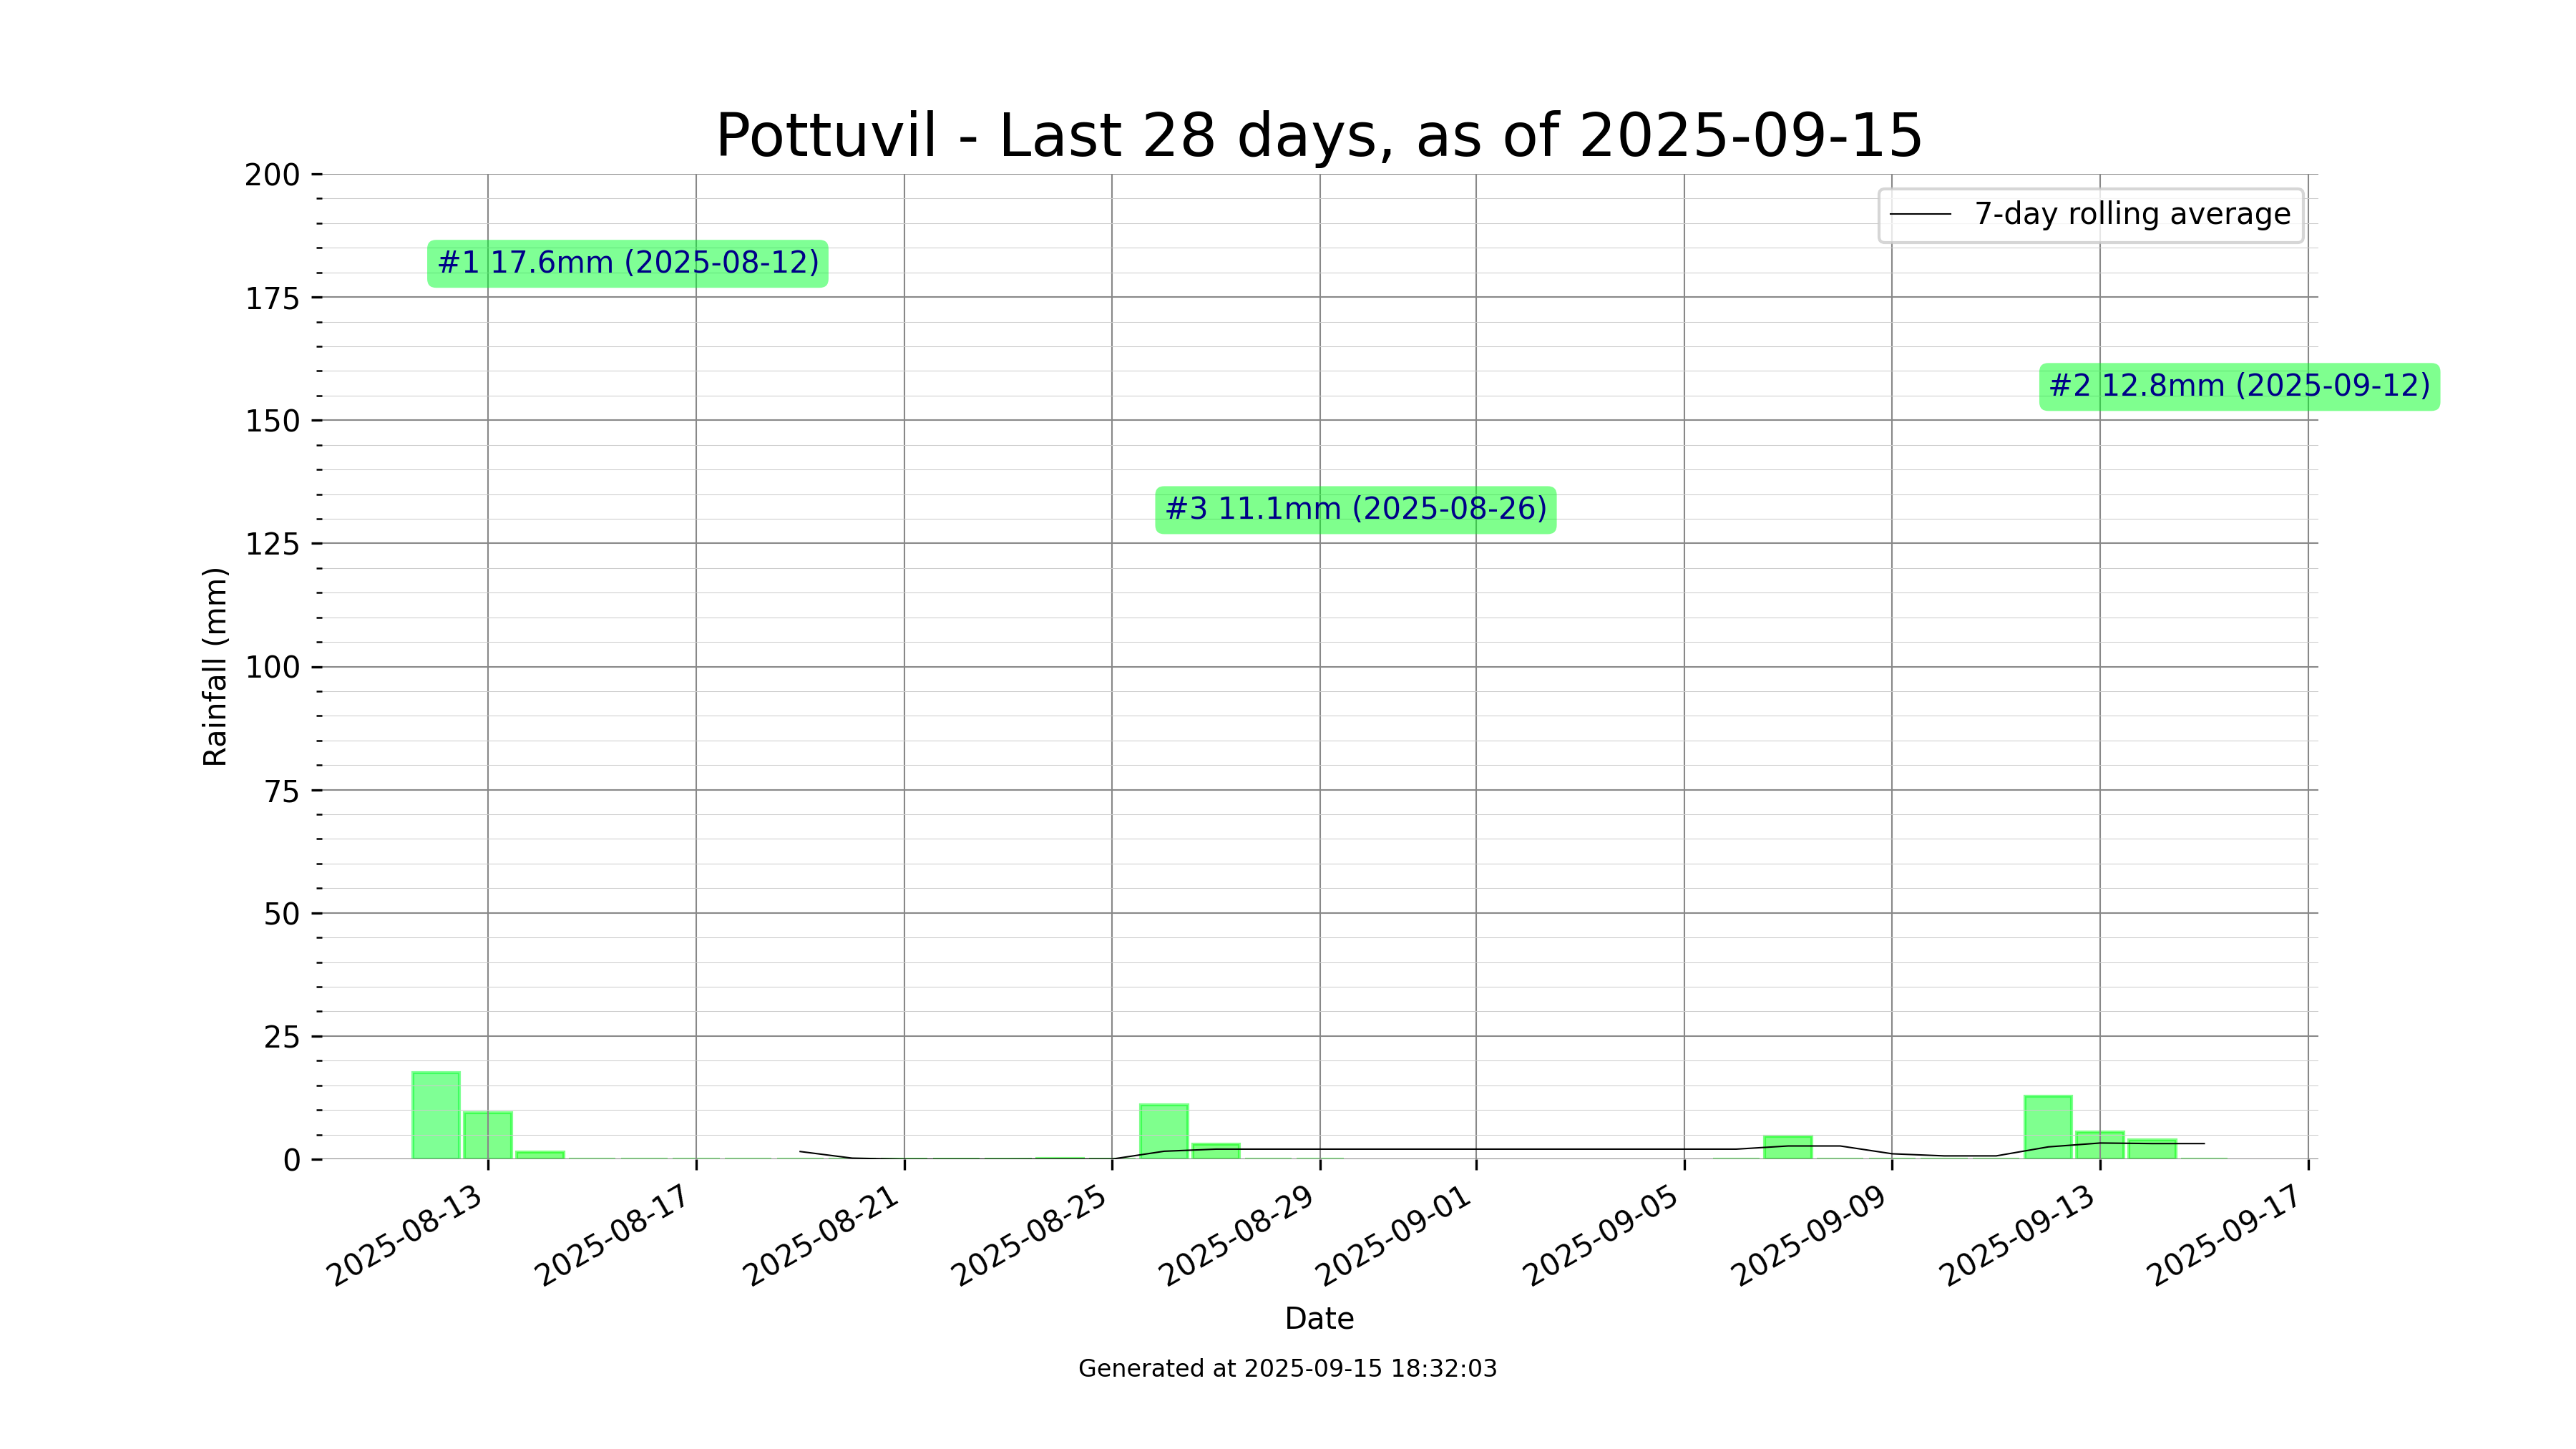 Pottuvil - Last 28 days, as of 2025-09-15
7-day rolling average
#1 17.6mm (2025-08-12)
#2 12.8mm (2025-09-12)
#3 11.1mm (2025-08-26)
Rainfall (mm)
200
175
150
125
100
75
50
25
0
2025-08-13
2025-08-17
2025-08-21
2025-08-25
2025-08-29
2025-09-01
2025-09-05
2025-09-09
2025-09-13
2025-09-17
Date
Generated at 2025-09-15 18:32:03